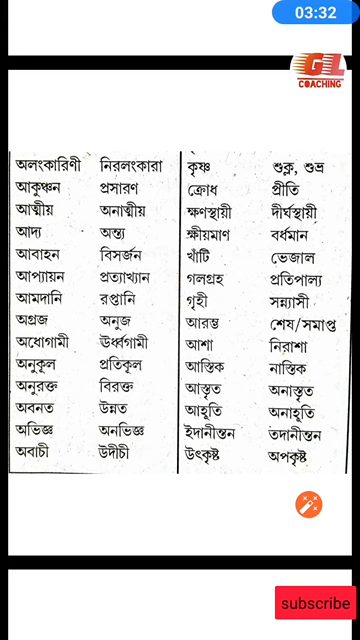 03:32
GL
COACHING
অলংকারিণী নিরলংকারা
আকুঞ্চন প্রসারণ
আত্মীয় অনাত্মীয়
আদ্য অন্ত্য
আবাহন বিসর্জন
আপ্যায়ন প্রত্যাখ্যান
আমদানি রপ্তানি
অগ্রজ অনুজ
অধোগামী ঊর্ধ্বগামী
অনুকূল প্রতিকূল
অনুরক্ত বিরক্ত
অবনত উন্নত
অভিজ্ঞ অনভিজ্ঞ
অবাচী উদীচী
কৃষ্ণ শুক্ল, শুভ্র
ক্রোধ প্রীতি
ক্ষণস্থায়ী দীর্ঘস্থায়ী
ক্ষীয়মাণ বর্ধমান
খাঁটি ভেজাল
গলগ্রহ প্রতিপাল্য
গৃহী সন্ন্যাসী
আরম্ভ শেষ/সমাপ্ত
আশা নিরাশা
আস্তিক নাস্তিক
আস্তৃত অনাস্তৃত
আহূতি অনাহূতি
ইদানীন্তন তদানীন্তন
উৎকৃষ্ট অপকৃষ্ট
subscribe